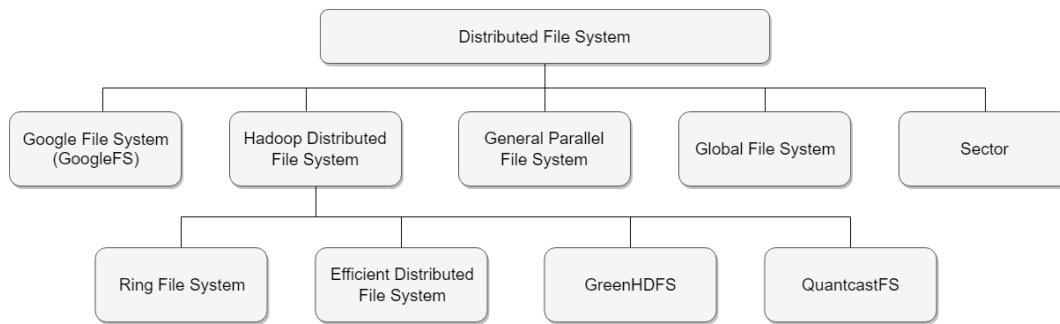 Distributed File System
Google File System
(GoogleFS)
Hadoop Distributed
File System
General Parallel
File System
Global File System
Sector
Ring File System
Efficient Distributed
File System
GreenHDFS
QuantcastFS